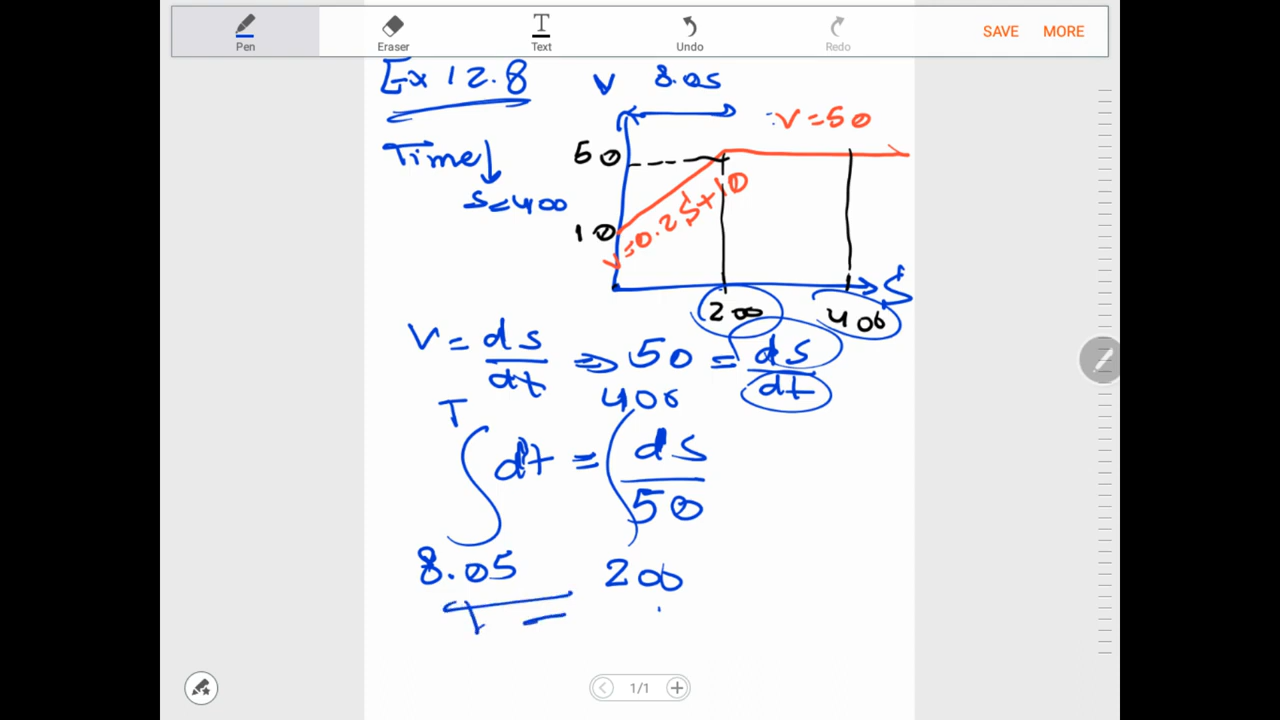 Pen Eraser Text Undo Redo SAVE MORE
Ex 12.8 V 8.05
V=50
Time 50
S=400
V=0.2S+10
10
S
200 400
V = ds/dt => 50 = ds/dt
T 400
∫ dt = ∫ ds/50
8.05 200
T =
1/1